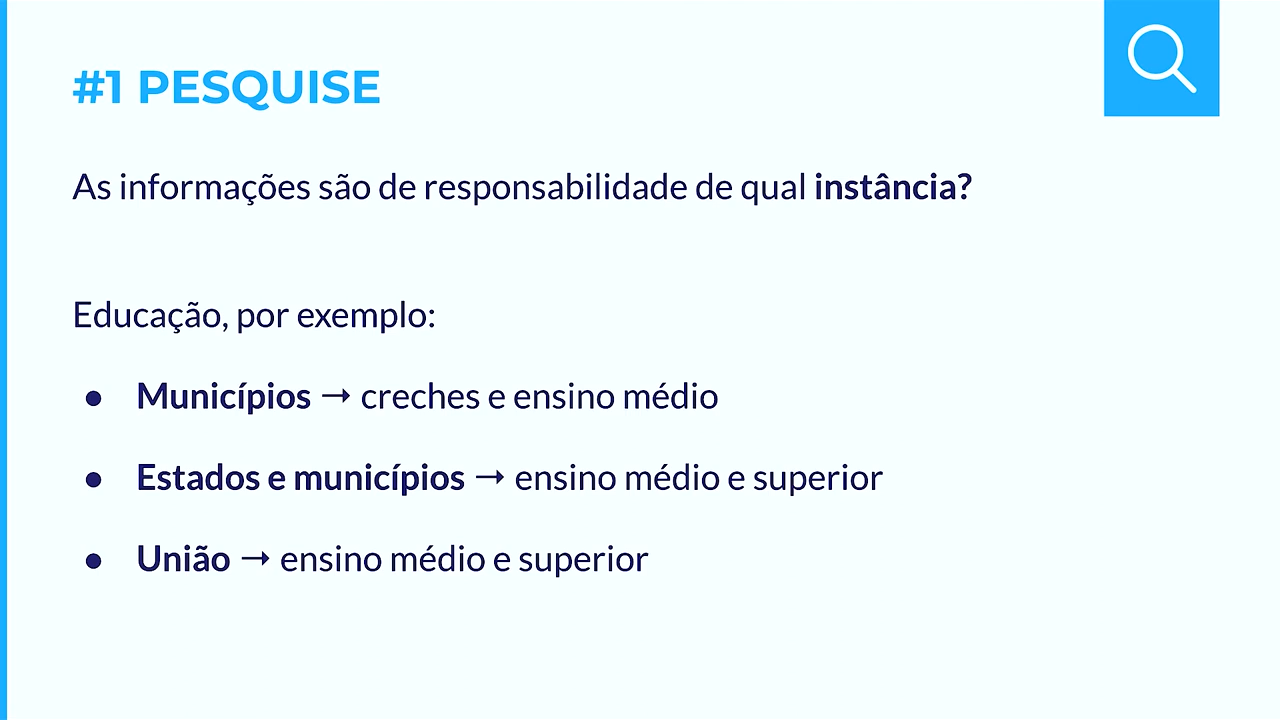 #1 PESQUISE
As informações são de responsabilidade de qual instância?
Educação, por exemplo:
● Municípios → creches e ensino médio
● Estados e municípios → ensino médio e superior
● União → ensino médio e superior